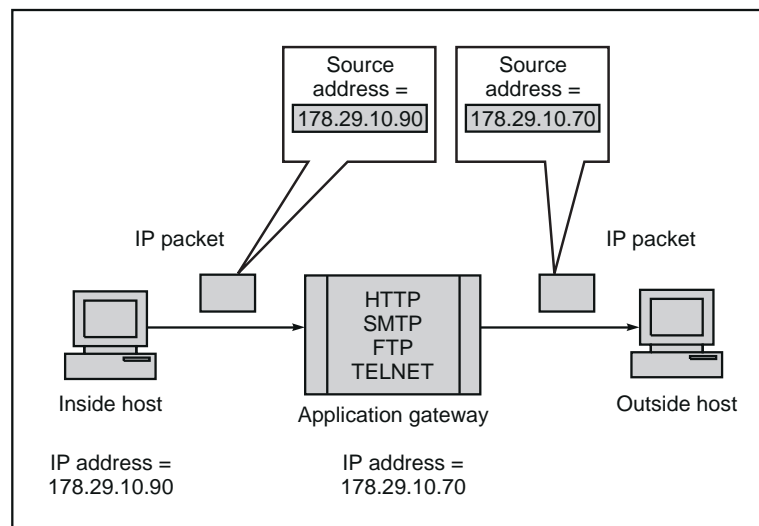 Source
address =
178.29.10.90
Source
address =
178.29.10.70
IP packet
IP packet
HTTP
SMTP
FTP
TELNET
Inside host
Application gateway
Outside host
IP address =
178.29.10.90
IP address =
178.29.10.70